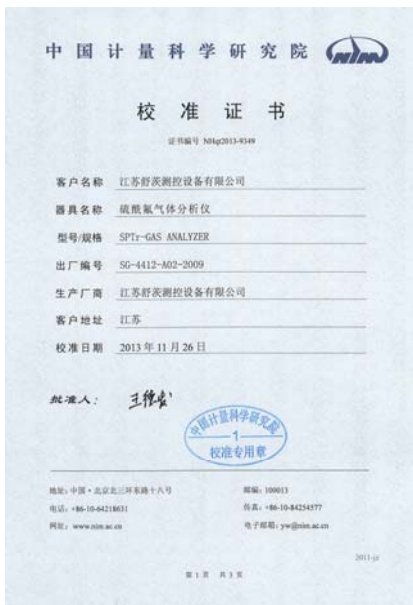 中国计量科学研究院
NIM
校准证书
证书编号 NHqt2013-9349
客户名称 江苏舒茨测控设备有限公司
器具名称 硫酰氟气体分析仪
型号/规格 SPTr-GAS ANALYZER
出厂编号 SG-4412-A02-2009
生产厂商 江苏舒茨测控设备有限公司
客户地址 江苏
校准日期 2013 年 11 月 26 日
批准人:
中国计量科学研究院
1
校准专用章
地址:中国·北京北三环东路十八号 邮编:100013
电话:+86-10-64218631 传真:+86-10-84254577
网址:www.nim.ac.cn 电子邮箱:yw@nim.ac.cn
2011-jz
第 1 页 共 3 页